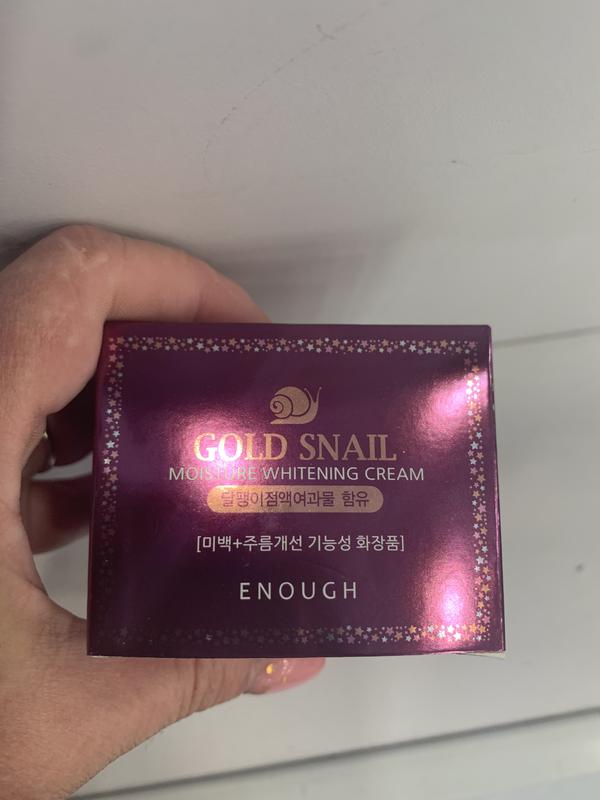 GOLD SNAIL
MOISTURE WHITENING CREAM
달팽이점액여과물 함유
[미백+주름개선 기능성 화장품]
ENOUGH